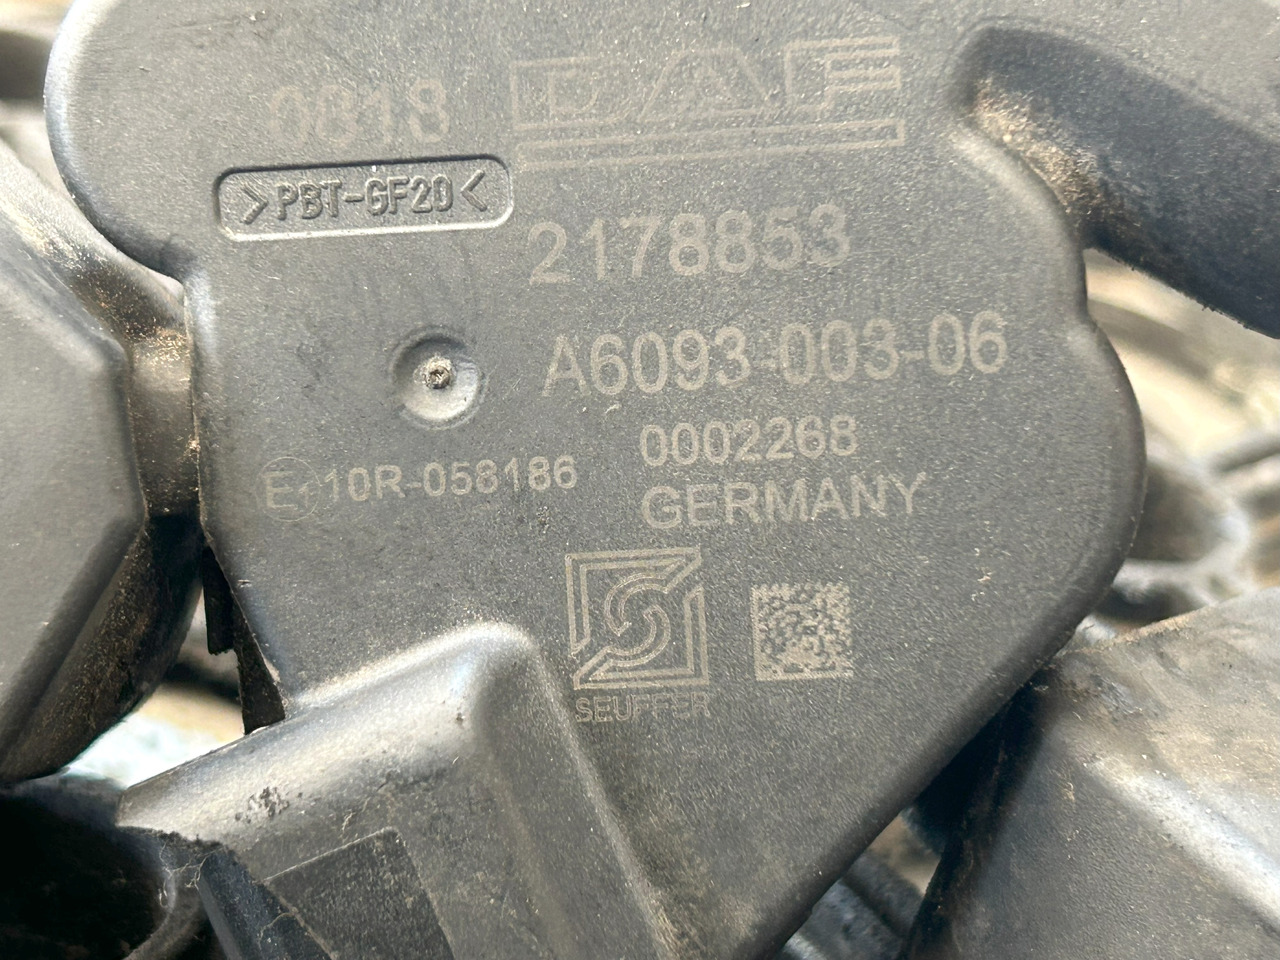 0818
DAF
>PBT-GF20<
2178853
A6093-003-06
0002268
E1 10R-058186
GERMANY
SEUFFER